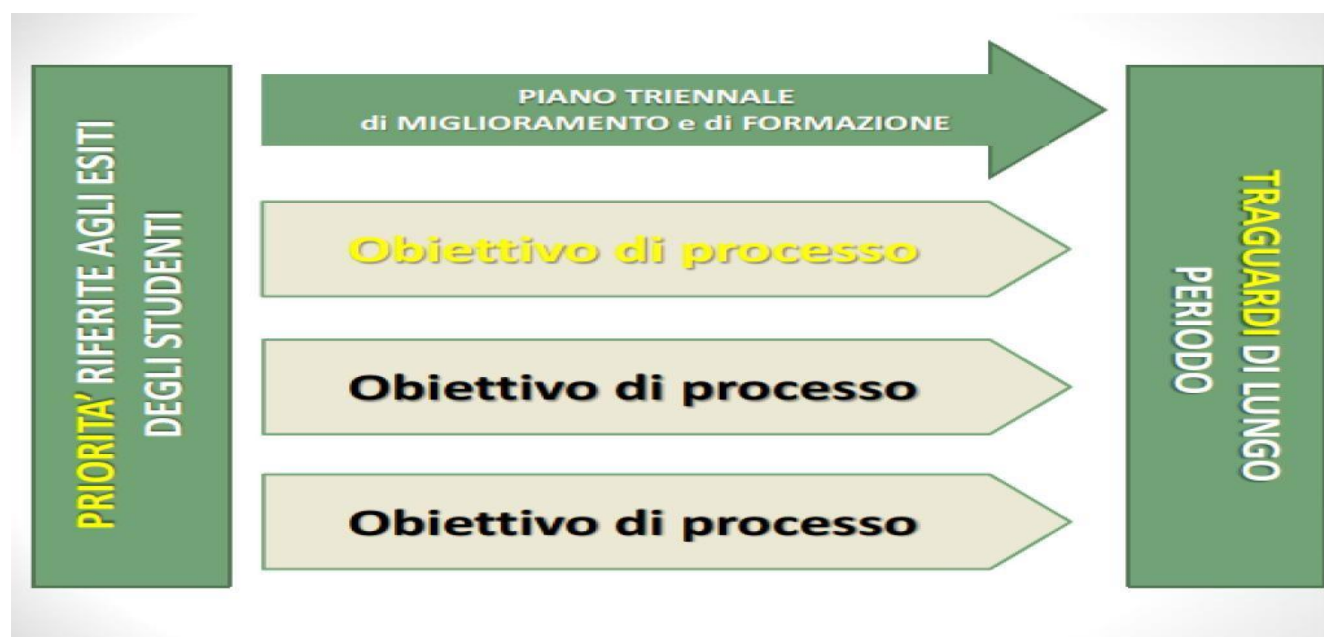 PRIORITA’ RIFERITE AGLI ESITI
DEGLI STUDENTI
PIANO TRIENNALE
di MIGLIORAMENTO e di FORMAZIONE
Obiettivo di processo
Obiettivo di processo
Obiettivo di processo
TRAGUARDI DI LUNGO
PERIODO